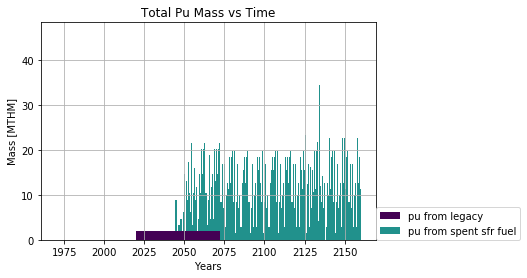 Total Pu Mass vs Time
Mass [MTHM]
40
30
20
10
0
1975 2000 2025 2050 2075 2100 2125 2150
Years
pu from legacy
pu from spent sfr fuel